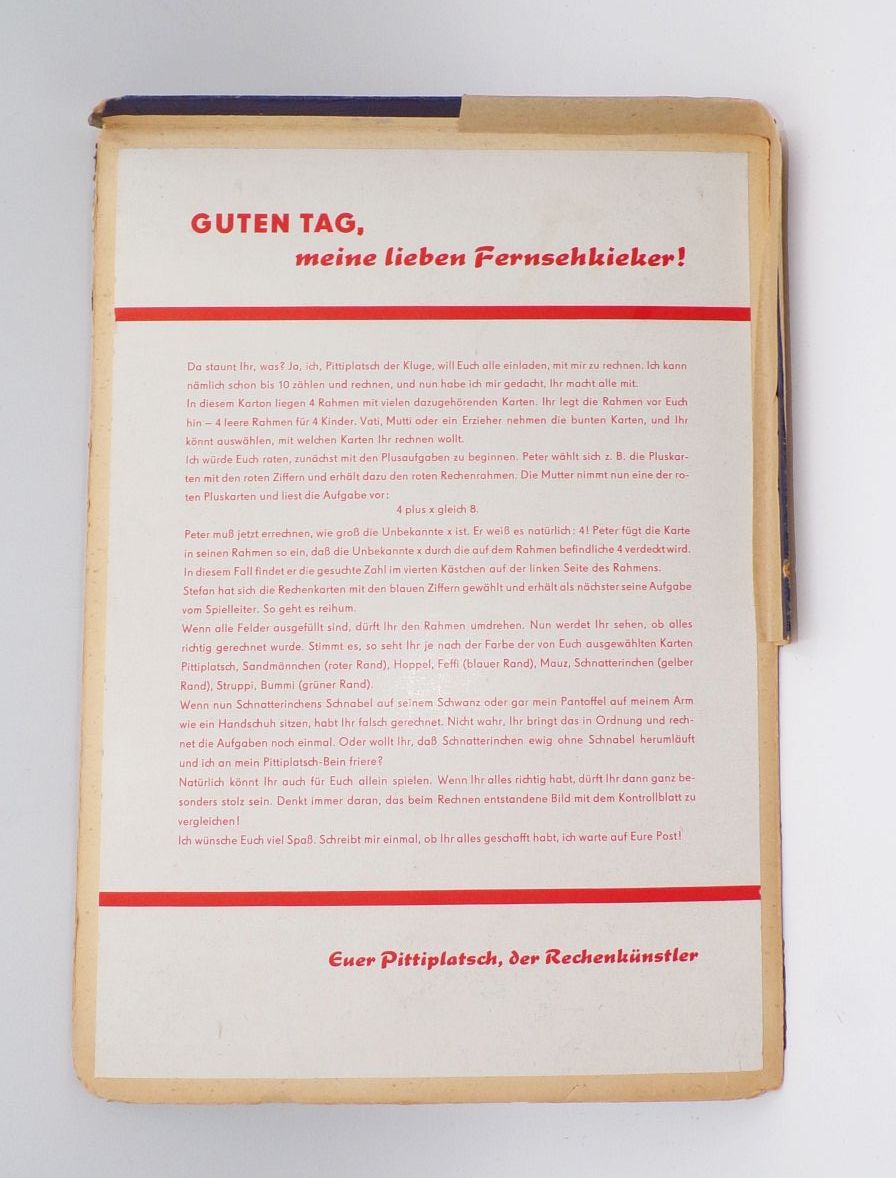 GUTEN TAG,
meine lieben Fernsehkieker!
Da staunt Ihr, was? Ja, ich, Pittiplatsch der Kluge, will Euch alle einladen, mit mir zu rechnen. Ich kann
nämlich schon bis 10 zählen und rechnen, und nun habe ich mir gedacht, Ihr macht alle mit.
In diesem Karton liegen 4 Rahmen mit vielen dazugehörenden Karten. Ihr legt die Rahmen vor Euch
hin – 4 leere Rahmen für 4 Kinder. Vati, Mutti oder ein Erzieher nehmen die bunten Karten, und Ihr
könnt auswählen, mit welchen Karten Ihr rechnen wollt.
Ich würde Euch raten, zunächst mit den Plusaufgaben zu beginnen. Peter wählt sich z. B. die Pluskar-
ten mit den roten Ziffern und erhält dazu den roten Rechenrahmen. Die Mutter nimmt nun eine der ro-
ten Pluskarten und liest die Aufgabe vor:
4 plus x gleich 8.
Peter muß jetzt errechnen, wie groß die Unbekannte x ist. Er weiß es natürlich: 4! Peter fügt die Karte
in seinen Rahmen so ein, daß die Unbekannte x durch die auf dem Rahmen befindliche 4 verdeckt wird.
In diesem Fall findet er die gesuchte Zahl im vierten Kästchen auf der linken Seite des Rahmens.
Stefan hat sich die Rechenkarten mit den blauen Ziffern gewählt und erhält als nächster seine Aufgabe
vom Spielleiter. So geht es reihum.
Wenn alle Felder ausgefüllt sind, dürft Ihr den Rahmen umdrehen. Nun werdet Ihr sehen, ob alles
richtig gerechnet wurde. Stimmt es, so seht Ihr je nach der Farbe der von Euch ausgewählten Karten
Pittiplatsch, Sandmännchen (roter Rand), Hoppel, Feffi (blauer Rand), Mauz, Schnatterinchen (gelber
Rand), Struppi, Bummi (grüner Rand).
Wenn nun Schnatterinchens Schnabel auf seinem Schwanz oder gar mein Pantoffel auf meinem Arm
wie ein Handschuh sitzen, habt Ihr falsch gerechnet. Nicht wahr, Ihr bringt das in Ordnung und rech-
net die Aufgaben noch einmal. Oder wollt Ihr, daß Schnatterinchen ewig ohne Schnabel herumläuft
und ich an mein Pittiplatsch-Bein friere?
Natürlich könnt Ihr auch für Euch allein spielen. Wenn Ihr alles richtig habt, dürft Ihr dann ganz be-
sonders stolz sein. Denkt immer daran, das beim Rechnen entstandene Bild mit dem Kontrollblatt zu
vergleichen!
Ich wünsche Euch viel Spaß. Schreibt mir einmal, ob Ihr alles geschafft habt, ich warte auf Eure Post!
Euer Pittiplatsch, der Rechenkünstler